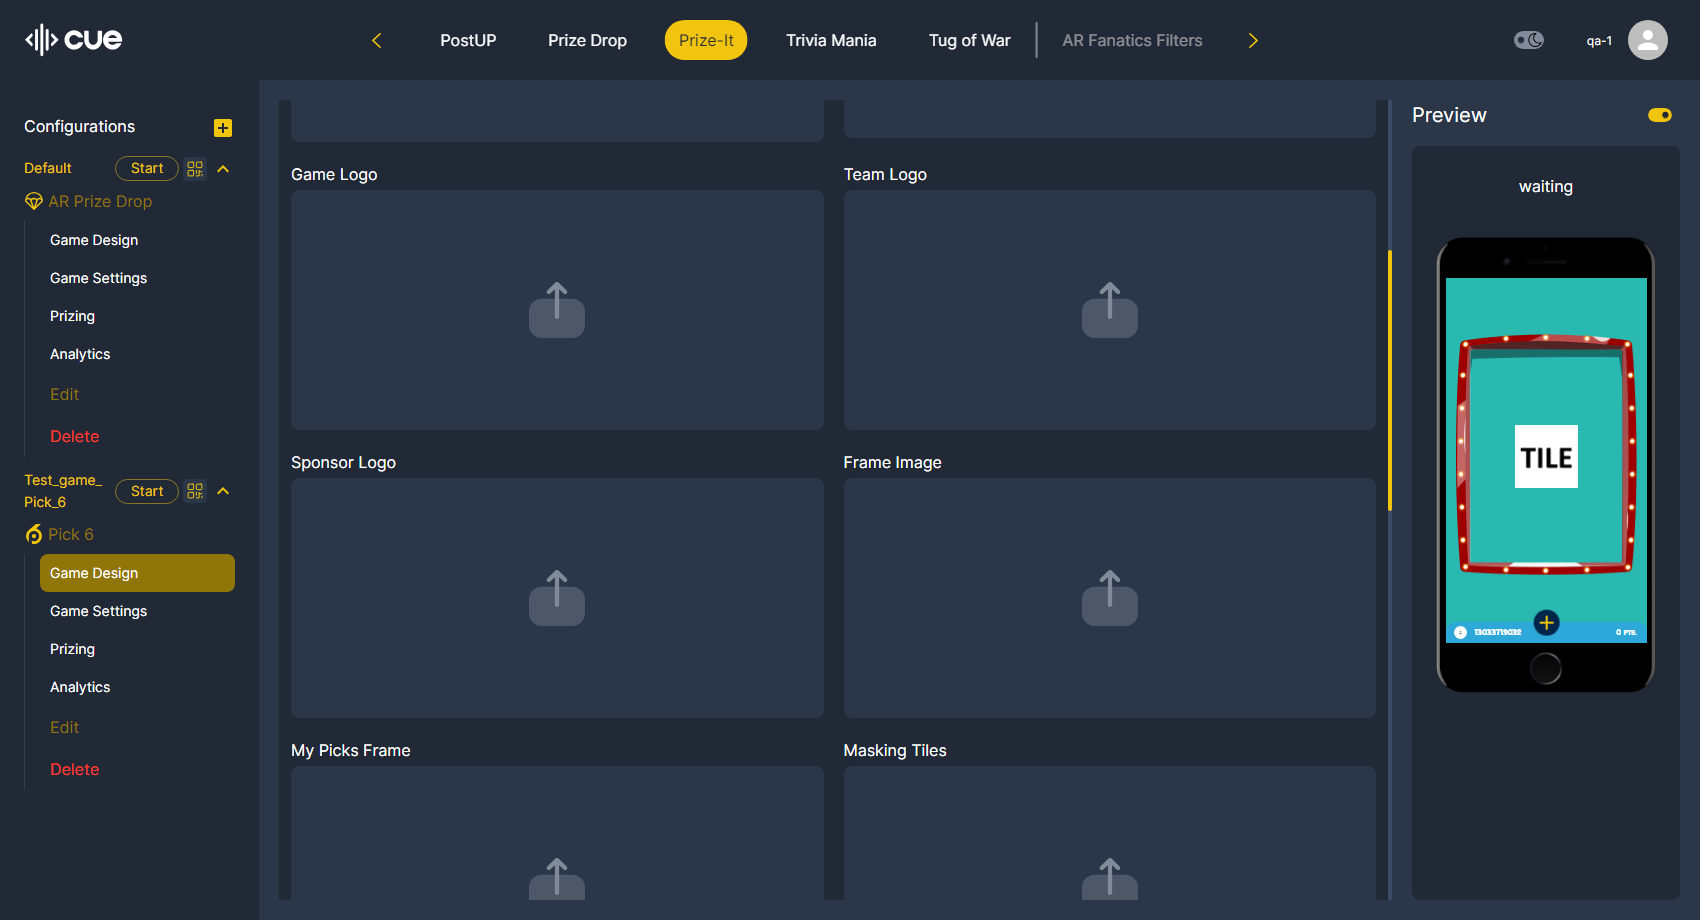 cue
PostUP
Prize Drop
Prize-It
Trivia Mania
Tug of War
AR Fanatics Filters
qa-1
Configurations
Default
Start
AR Prize Drop
Game Design
Game Settings
Prizing
Analytics
Edit
Delete
Test_game_
Pick_6
Start
Pick 6
Game Design
Game Settings
Prizing
Analytics
Edit
Delete
Game Logo
Team Logo
Sponsor Logo
Frame Image
My Picks Frame
Masking Tiles
Preview
waiting
TILE
13033719032
0 PTS.